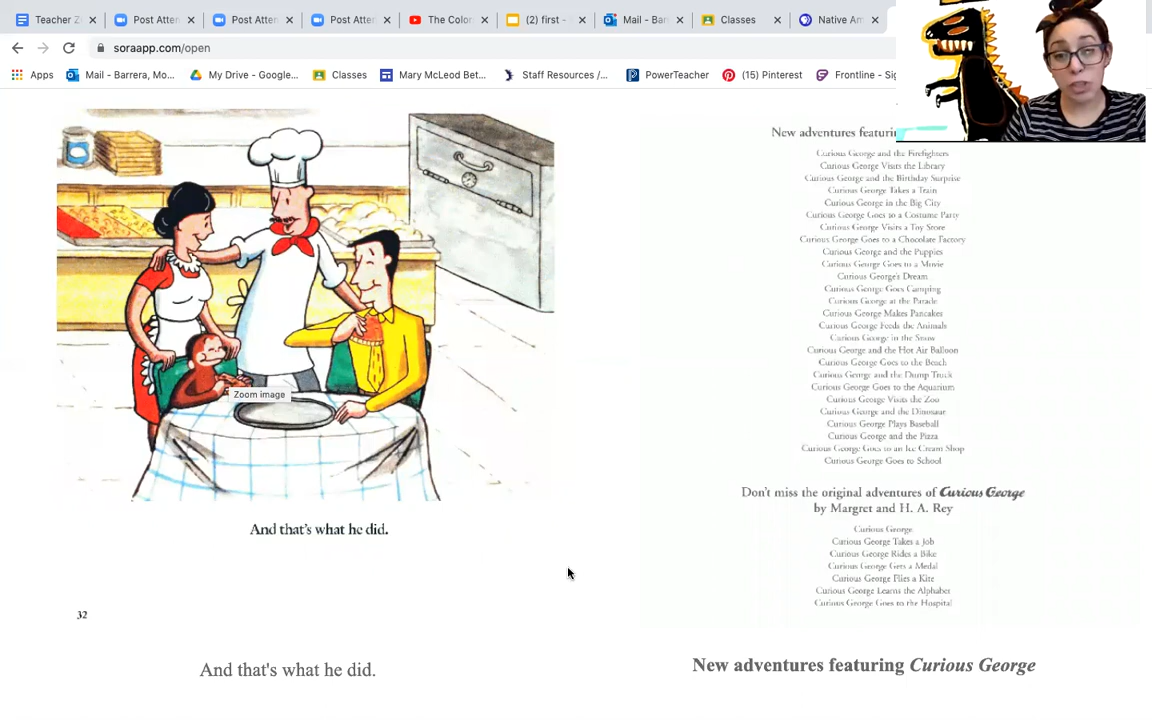 Teacher Zi
Post Atten
Post Atten
Post Atten
The Color
(2) first -
Mail - Bar
Classes
Native Am
soraapp.com/open
Apps
Mail - Barrera, Mo...
My Drive - Google...
Classes
Mary McLeod Bet...
Staff Resources /...
PowerTeacher
(15) Pinterest
Frontline - Sig
Zoom image
And that's what he did.
32
And that's what he did.
New adventures featurin
Curious George and the Firefighters
Curious George Visits the Library
Curious George and the Birthday Surprise
Curious George Takes a Train
Curious George in the Big City
Curious George Goes to a Costume Party
Curious George Visits a Toy Store
Curious George Goes to a Chocolate Factory
Curious George and the Puppies
Curious George Goes to a Movie
Curious George's Dream
Curious George Goes Camping
Curious George at the Parade
Curious George Makes Pancakes
Curious George Feeds the Animals
Curious George in the Snow
Curious George and the Hot Air Balloon
Curious George Goes to the Beach
Curious George and the Dump Truck
Curious George Goes to the Aquarium
Curious George Visits the Zoo
Curious George and the Dinosaur
Curious George Plays Baseball
Curious George and the Pizza
Curious George Goes to an Ice Cream Shop
Curious George Goes to School
Don't miss the original adventures of Curious George
by Margret and H. A. Rey
Curious George
Curious George Takes a Job
Curious George Rides a Bike
Curious George Gets a Medal
Curious George Flies a Kite
Curious George Learns the Alphabet
Curious George Goes to the Hospital
New adventures featuring Curious George